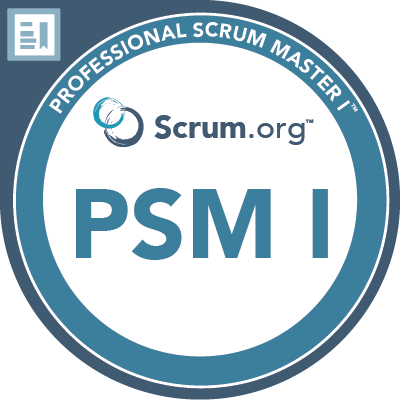 PROFESSIONAL SCRUM MASTER I™
Scrum.org™
PSM I